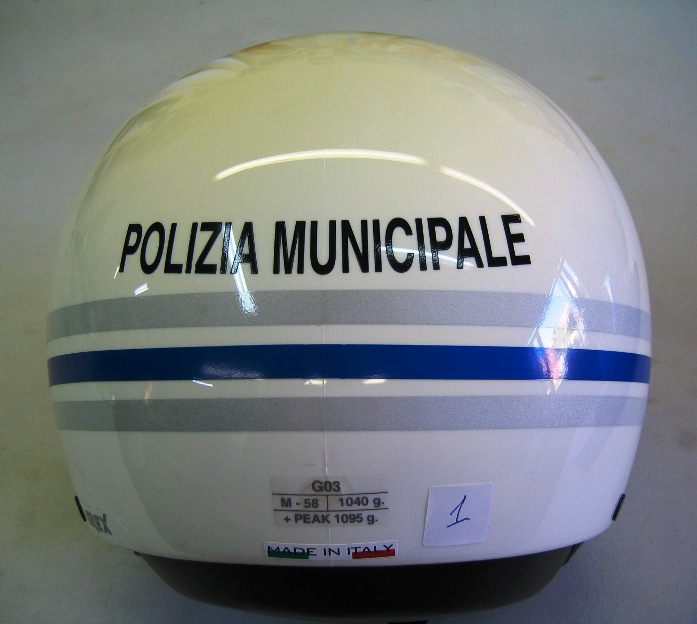 POLIZIA MUNICIPALE
G03
M - 58 1040 g.
+ PEAK 1095 g.
1
MADE IN ITALY